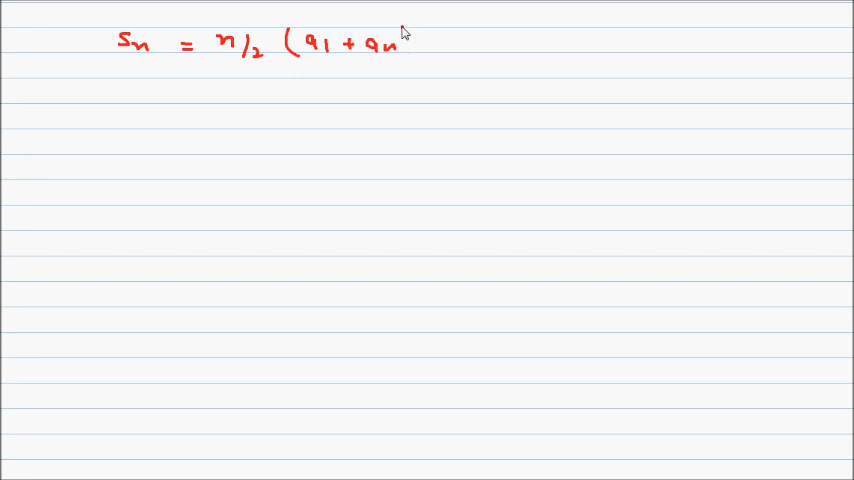 Sn = n/2 (a1 + an